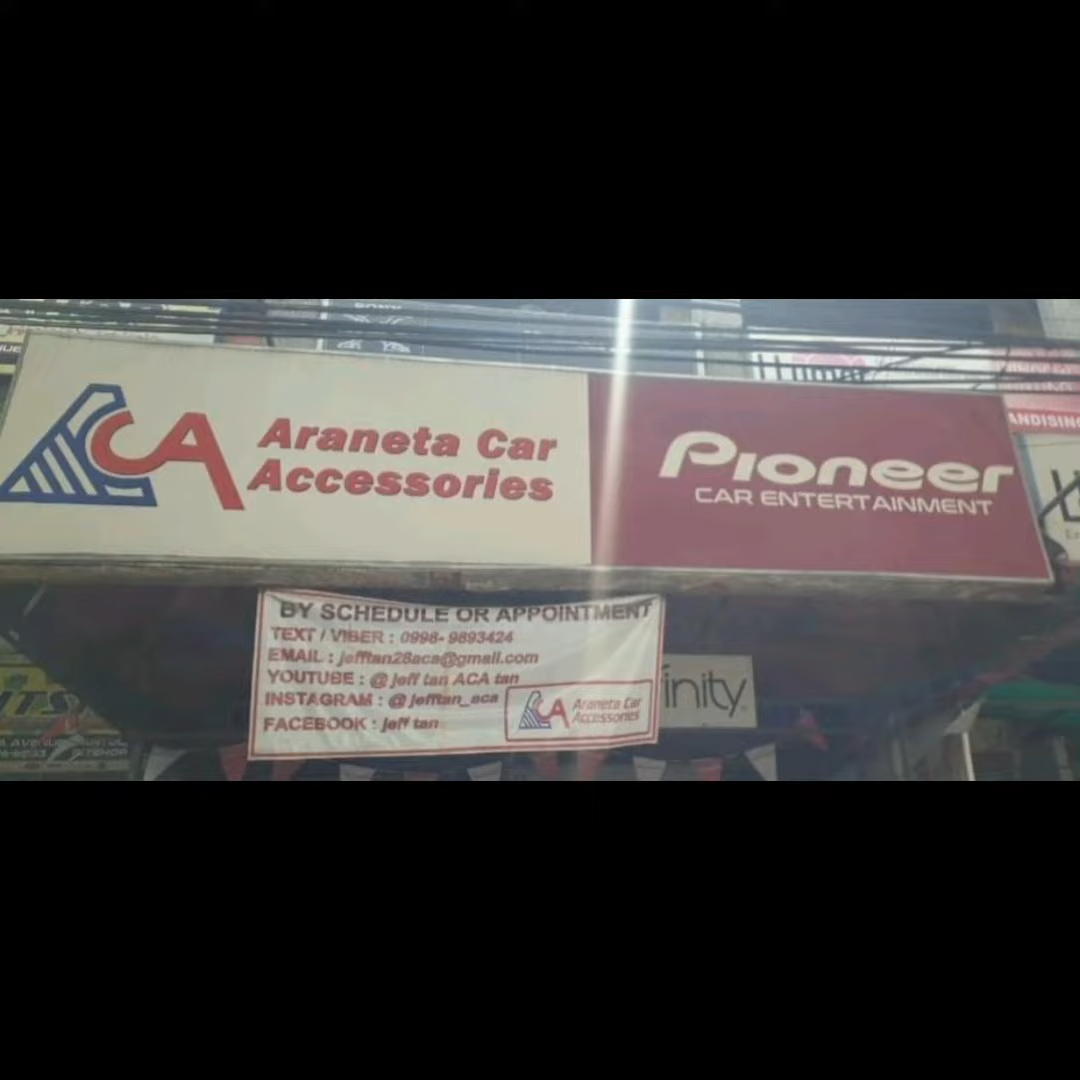 ACA
Araneta Car
Accessories
Pioneer
CAR ENTERTAINMENT
BY SCHEDULE OR APPOINTMENT
TEXT / VIBER : 0998- 9893424
EMAIL : jefftan28aca@gmail.com
YOUTUBE : @ jeff tan ACA tan
INSTAGRAM : @ jefftan_aca
FACEBOOK : jeff tan
ACA
Araneta Car
Accessories
inity
ANDISING